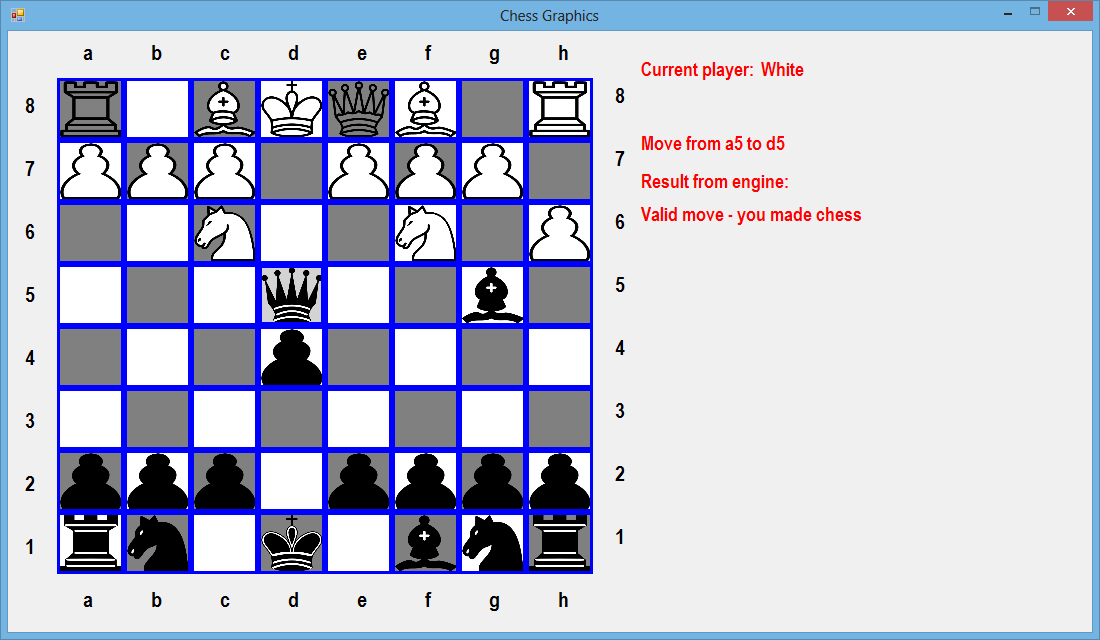 Chess Graphics
a b c d e f g h
Current player: White
8 8
Move from a5 to d5
7 7
Result from engine:
Valid move - you made chess
6 6
5 5
4 4
3 3
2 2
1 1
a b c d e f g h